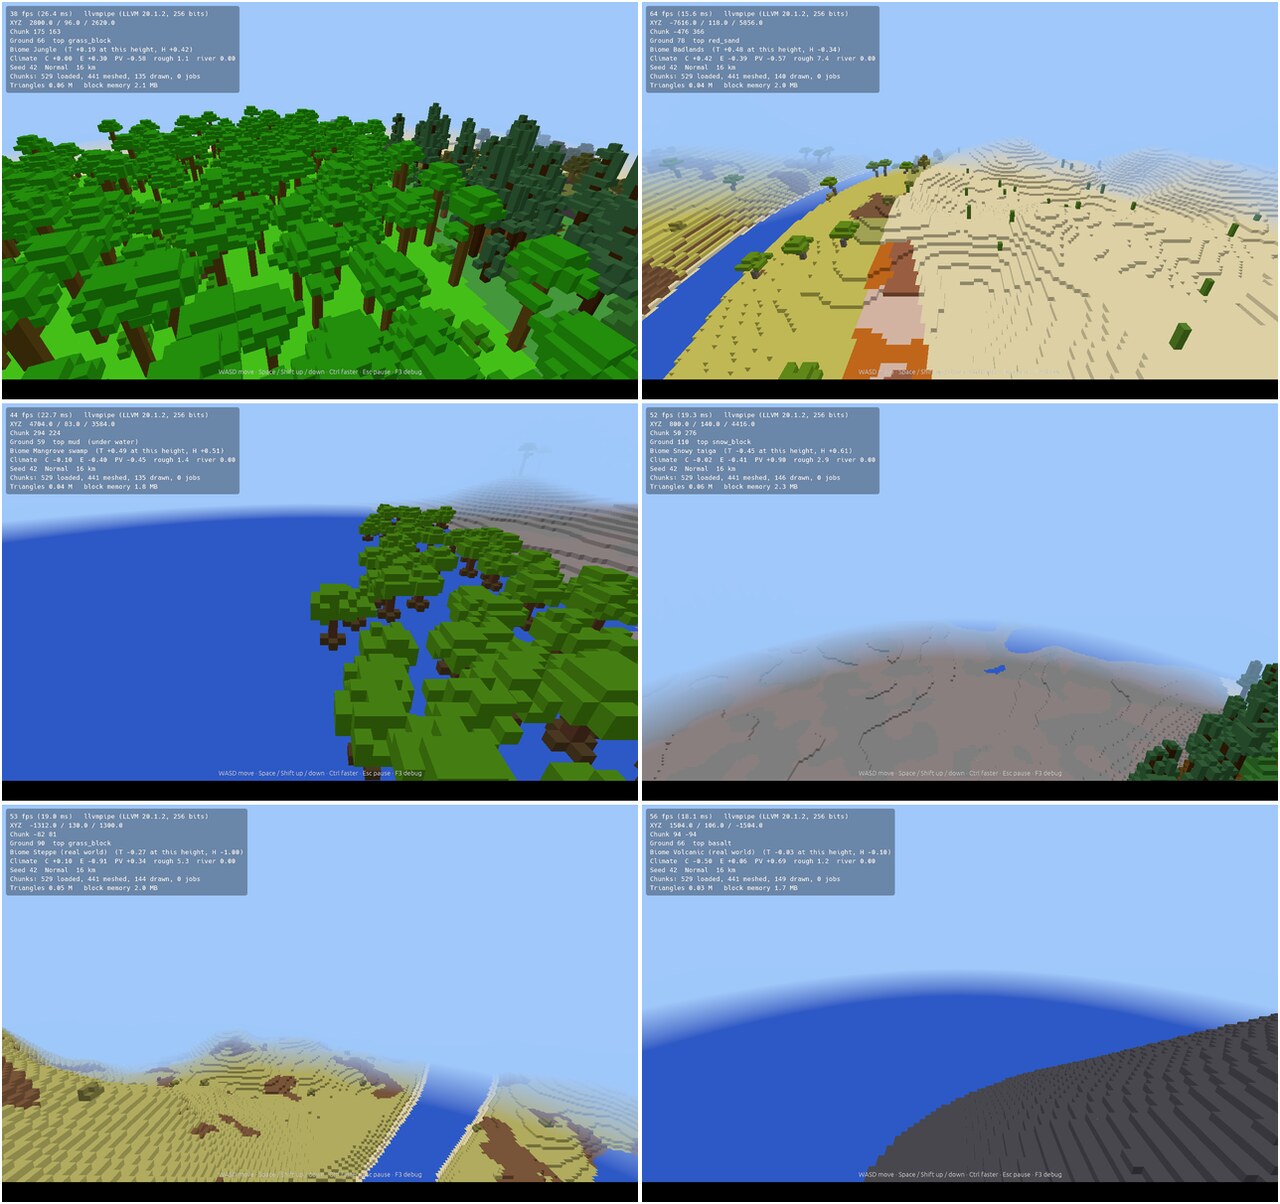 38 fps (26.4 ms)   llvmpipe (LLVM 20.1.2, 256 bits)
XYZ  2800.0 / 96.0 / 2620.0
Chunk 175 163
Ground 66  top grass_block
Biome Jungle  (T +0.19 at this height, H +0.42)
Climate  C +0.00  E +0.30  PV -0.58  rough 1.1  river 0.00
Seed 42  Normal  16 km
Chunks: 529 loaded, 441 meshed, 135 drawn, 0 jobs
Triangles 0.06 M   block memory 2.1 MB
WASD move · Space / Shift up / down · Ctrl faster · Esc pause · F3 debug
64 fps (15.6 ms)   llvmpipe (LLVM 20.1.2, 256 bits)
XYZ  -7616.0 / 118.0 / 5856.0
Chunk -476 366
Ground 78  top red_sand
Biome Badlands  (T +0.48 at this height, H -0.34)
Climate  C +0.42  E -0.39  PV -0.57  rough 7.4  river 0.00
Seed 42  Normal  16 km
Chunks: 529 loaded, 441 meshed, 140 drawn, 0 jobs
Triangles 0.04 M   block memory 2.0 MB
WASD move · Space / Shift up / down
44 fps (22.7 ms)   llvmpipe (LLVM 20.1.2, 256 bits)
XYZ  4704.0 / 83.0 / 3584.0
Chunk 294 224
Ground 59  top mud  (under water)
Biome Mangrove swamp  (T +0.49 at this height, H +0.51)
Climate  C -0.10  E -0.40  PV -0.45  rough 1.4  river 0.00
Seed 42  Normal  16 km
Chunks: 529 loaded, 441 meshed, 135 drawn, 0 jobs
Triangles 0.04 M   block memory 1.8 MB
WASD move · Space / Shift up / down · Ctrl faster · Esc pause · F3 debug
52 fps (19.3 ms)   llvmpipe (LLVM 20.1.2, 256 bits)
XYZ  800.0 / 140.0 / 4416.0
Chunk 50 276
Ground 110  top snow_block
Biome Snowy taiga  (T -0.45 at this height, H +0.61)
Climate  C -0.02  E -0.41  PV +0.90  rough 2.9  river 0.00
Seed 42  Normal  16 km
Chunks: 529 loaded, 441 meshed, 146 drawn, 0 jobs
Triangles 0.06 M   block memory 2.3 MB
WASD move · Space / Shift up / down · Ctrl faster · Esc pause · F3 debug
53 fps (19.0 ms)   llvmpipe (LLVM 20.1.2, 256 bits)
XYZ  -1312.0 / 130.0 / 1300.0
Chunk -82 81
Ground 90  top grass_block
Biome Steppe (real world)  (T -0.27 at this height, H -1.00)
Climate  C +0.10  E -0.91  PV +0.34  rough 5.3  river 0.00
Seed 42  Normal  16 km
Chunks: 529 loaded, 441 meshed, 144 drawn, 0 jobs
Triangles 0.05 M   block memory 2.0 MB
WASD move · Space / Shift up / down · Ctrl faster · Esc pause · F3 debug
56 fps (18.1 ms)   llvmpipe (LLVM 20.1.2, 256 bits)
XYZ  1504.0 / 106.0 / -1504.0
Chunk 94 -94
Ground 66  top basalt
Biome Volcanic (real world)  (T -0.03 at this height, H -0.10)
Climate  C -0.50  E +0.06  PV +0.69  rough 1.2  river 0.00
Seed 42  Normal  16 km
Chunks: 529 loaded, 441 meshed, 149 drawn, 0 jobs
Triangles 0.03 M   block memory 1.7 MB
WASD move · Space / Shift up / down · Ctrl faster · Esc pause · F3 debug